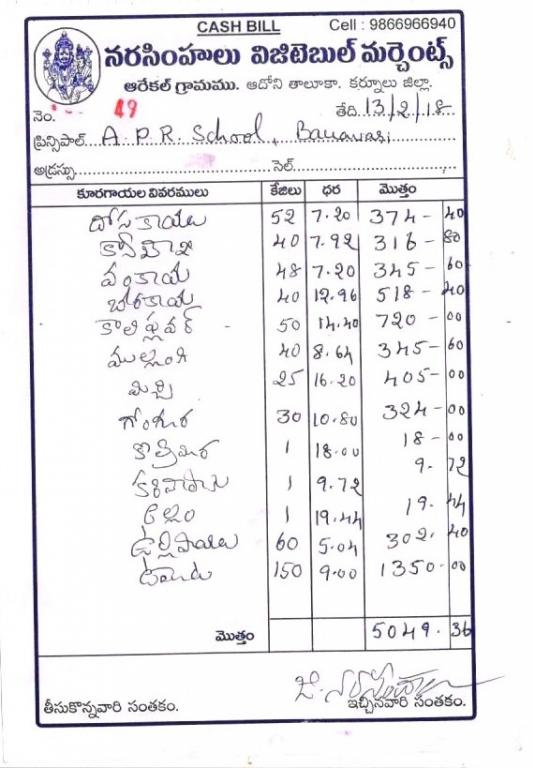 CASH BILL Cell : 9866966940
నరసింహులు విజిటెబుల్ మర్చెంట్స్
ఆరేకల్ గ్రామము. ఆదోని తాలూకా. కర్నూలు జిల్లా.
నెం. 49 తేది 13/2/18
ప్రిన్సిపాల్ A.P.R. School, Banavasi
అడ్రస్సు సెల్
కూరగాయల వివరములు కేజీలు ధర మొత్తం
దోసకాయలు 52 7.20 374-40
40 7.92 316-80
వంకాయ 48 7.20 345-60
బీరకాయ 40 12.96 518-40
కాలిఫ్లవర్ 50 14.40 720-00
ముల్లంగి 40 8.64 345-60
మిర్చి 25 16.20 405-00
గోంగూర 30 10.80 324-00
కొత్తిమిర 1 18.00 18-00
కరివేపాకు 1 9.72 9.72
అల్లం 1 19.44 19.44
ఉల్లిపాయలు 60 5.04 302.40
టమోటు 150 9.00 1350-00
మొత్తం 5049.36
తీసుకొన్నవారి సంతకం. ఇచ్చినవారి సంతకం.